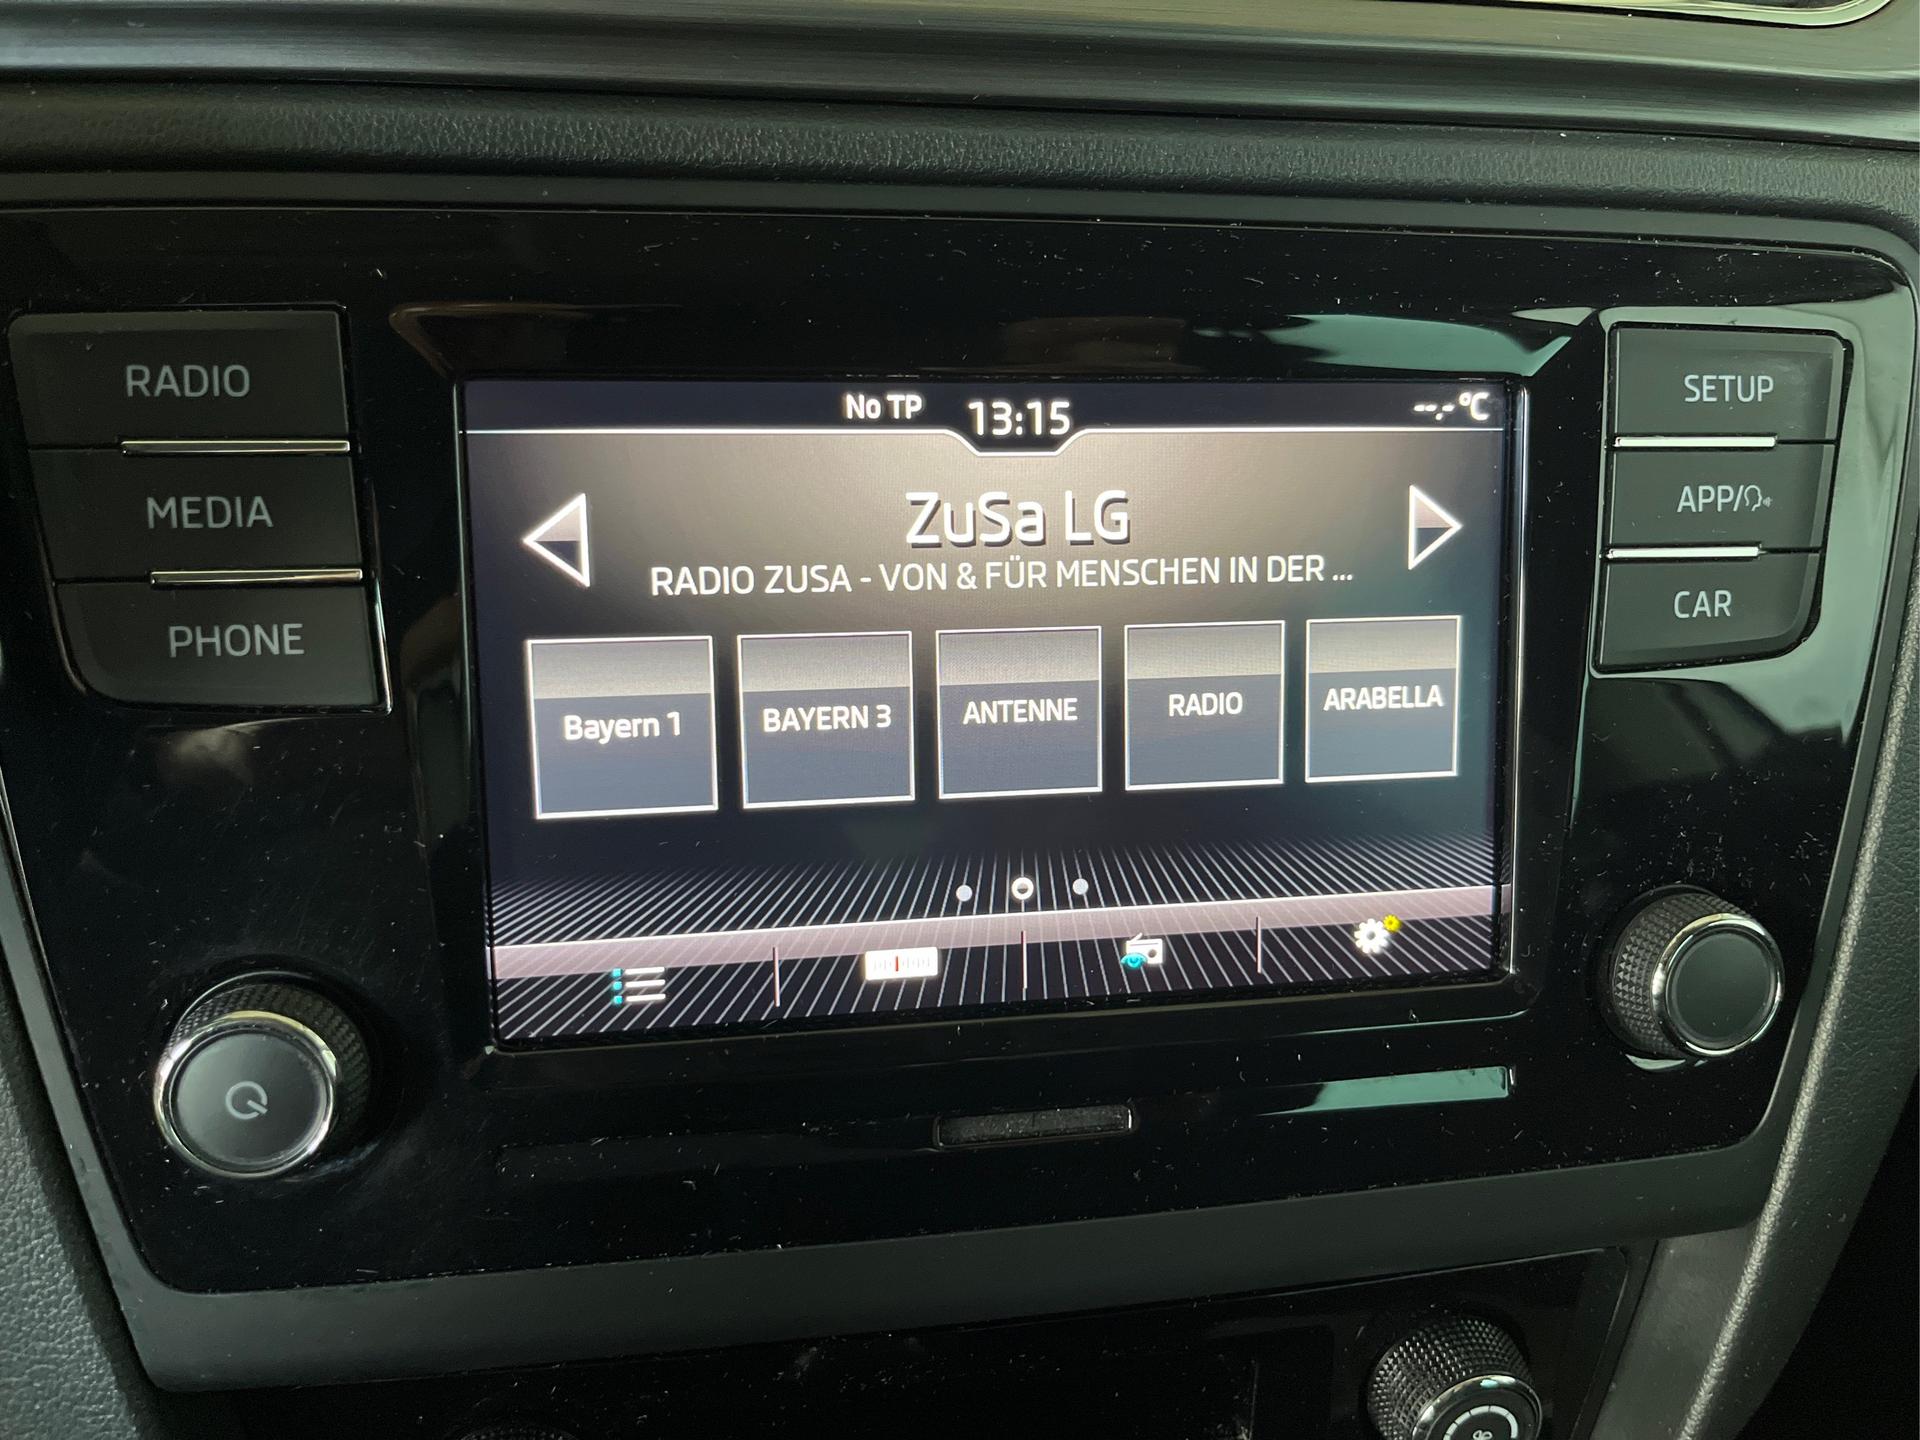 No TP 13:15 --.- °C
ZuSa LG
RADIO ZUSA - VON & FÜR MENSCHEN IN DER ...
Bayern 1
BAYERN 3
ANTENNE
RADIO
ARABELLA
RADIO
MEDIA
PHONE
SETUP
APP/
CAR